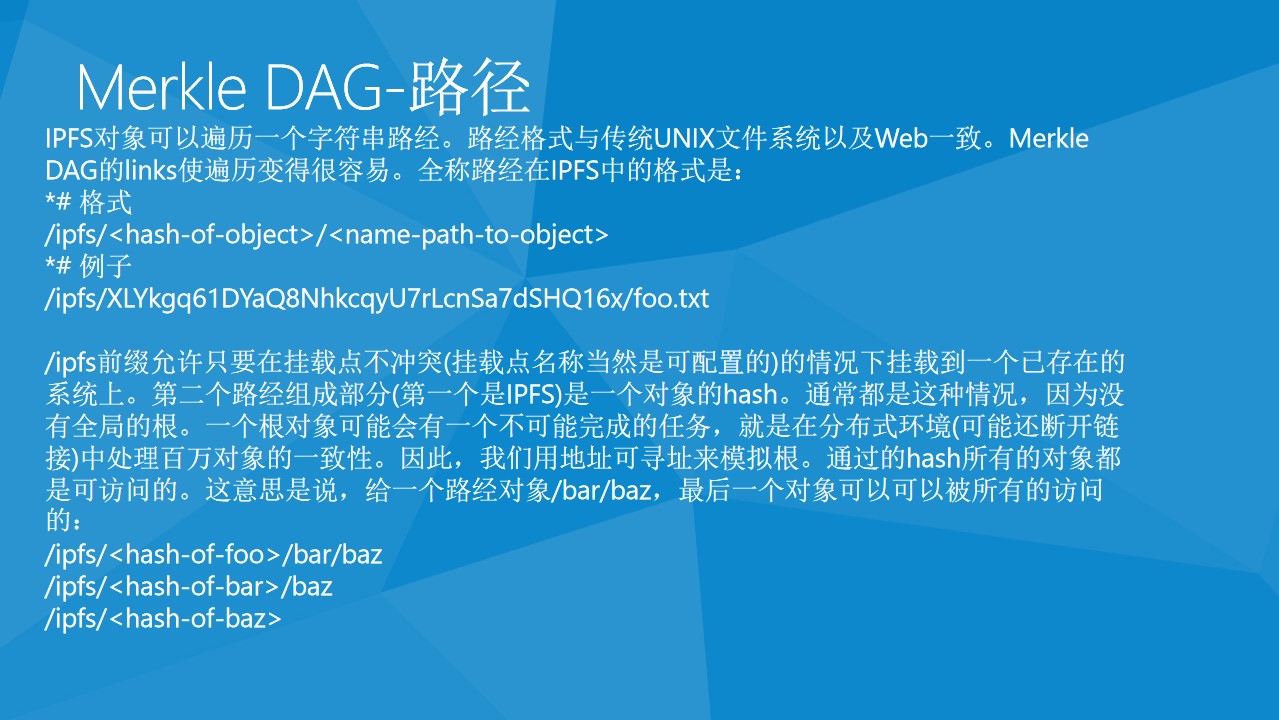 Merkle DAG-路径
IPFS对象可以遍历一个字符串路经。路经格式与传统UNIX文件系统以及Web一致。Merkle
DAG的links使遍历变得很容易。全称路经在IPFS中的格式是：
*# 格式
/ipfs/<hash-of-object>/<name-path-to-object>
*# 例子
/ipfs/XLYkgq61DYaQ8NhkcqyU7rLcnSa7dSHQ16x/foo.txt
/ipfs前缀允许只要在挂载点不冲突(挂载点名称当然是可配置的)的情况下挂载到一个已存在的
系统上。第二个路经组成部分(第一个是IPFS)是一个对象的hash。通常都是这种情况，因为没
有全局的根。一个根对象可能会有一个不可能完成的任务，就是在分布式环境(可能还断开链
接)中处理百万对象的一致性。因此，我们用地址可寻址来模拟根。通过的hash所有的对象都
是可访问的。这意思是说，给一个路经对象/bar/baz，最后一个对象可以可以被所有的访问
的：
/ipfs/<hash-of-foo>/bar/baz
/ipfs/<hash-of-bar>/baz
/ipfs/<hash-of-baz>